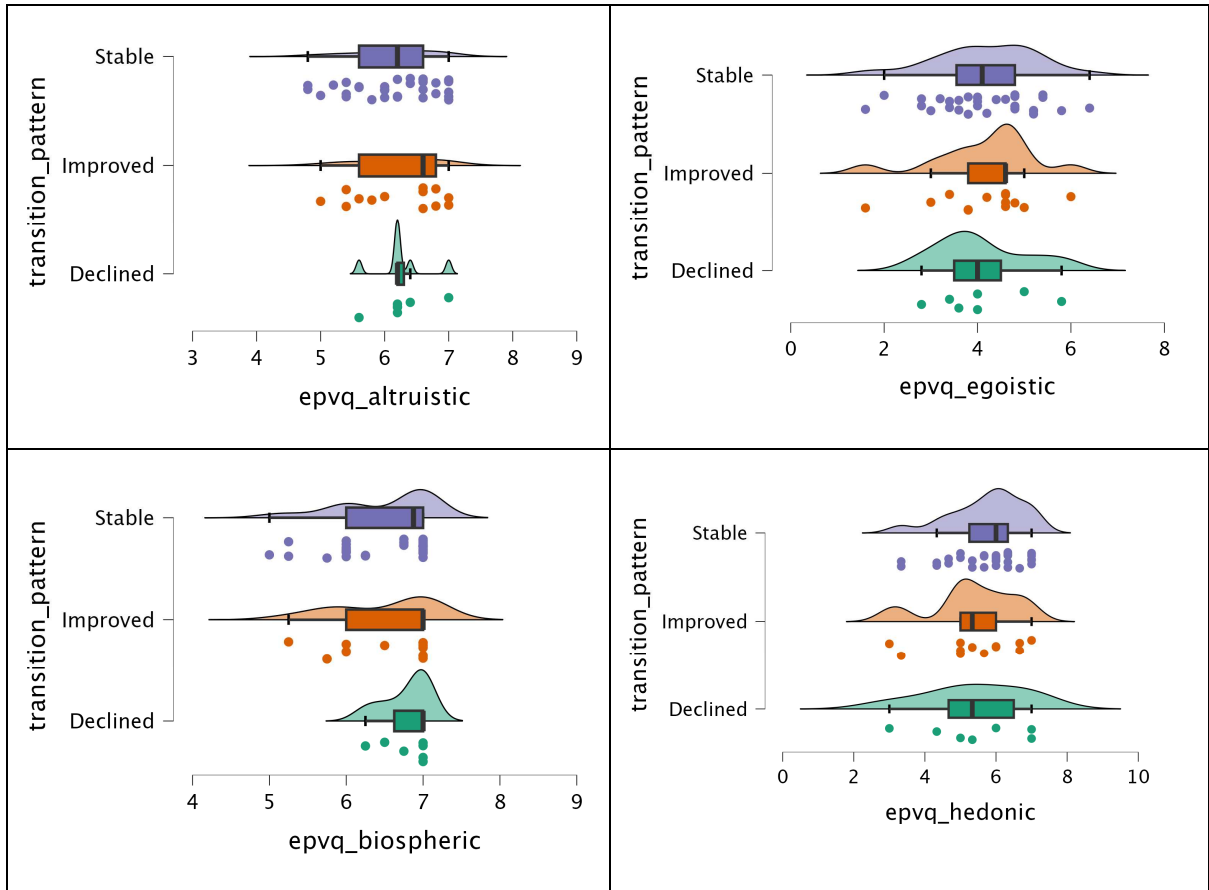 transition_pattern
Stable
Improved
Declined
3 4 5 6 7 8 9
epvq_altruistic
transition_pattern
Stable
Improved
Declined
0 2 4 6 8
epvq_egoistic
transition_pattern
Stable
Improved
Declined
4 5 6 7 8 9
epvq_biospheric
transition_pattern
Stable
Improved
Declined
0 2 4 6 8 10
epvq_hedonic